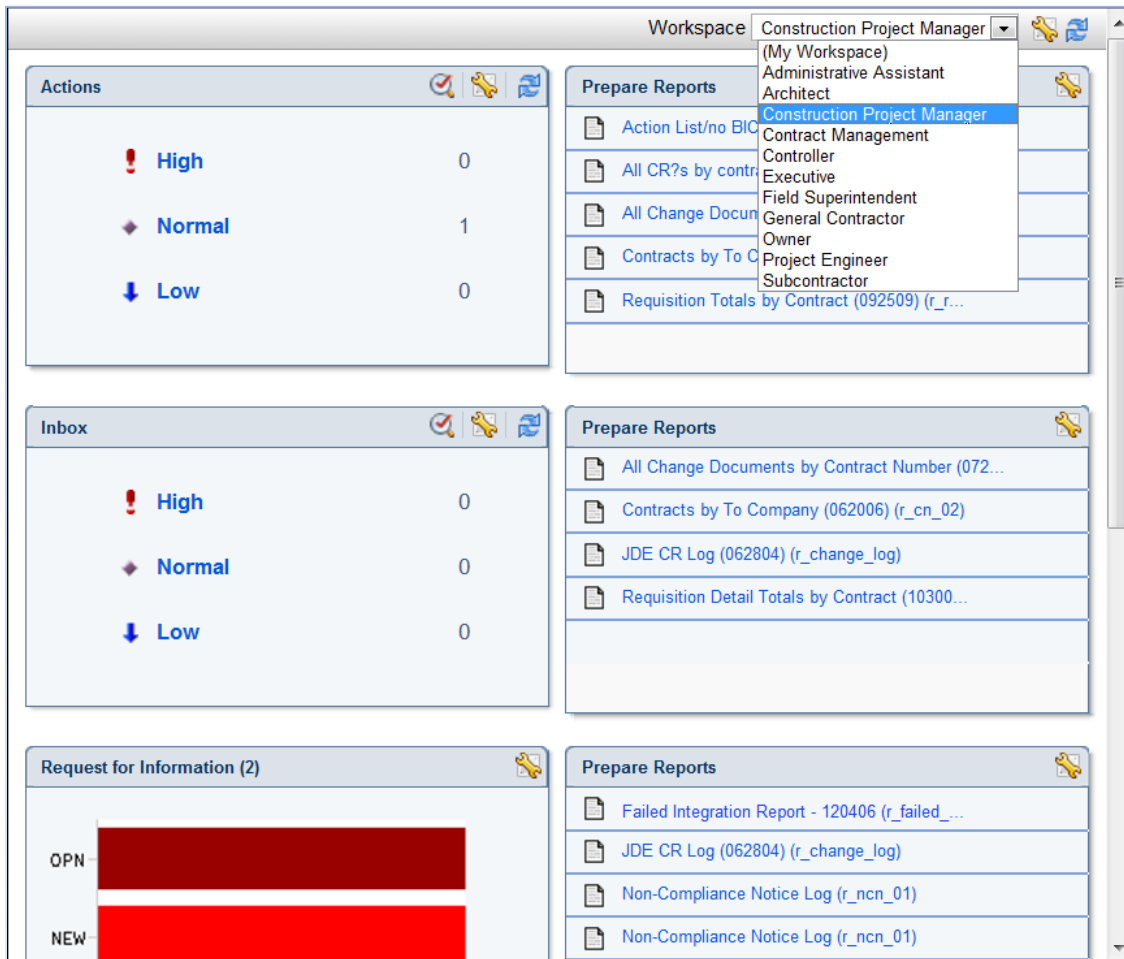 Workspace Construction Project Manager
(My Workspace)
Administrative Assistant
Architect
Construction Project Manager
Contract Management
Controller
Executive
Field Superintendent
General Contractor
Owner
Project Engineer
Subcontractor
Actions
High 0
Normal 1
Low 0
Prepare Reports
Action List/no BIC
All CR?s by contr
All Change Docum
Contracts by To C
Requisition Totals by Contract (092509) (r_r...
Inbox
High 0
Normal 0
Low 0
Prepare Reports
All Change Documents by Contract Number (072...
Contracts by To Company (062006) (r_cn_02)
JDE CR Log (062804) (r_change_log)
Requisition Detail Totals by Contract (10300...
Request for Information (2)
OPN
NEW
Prepare Reports
Failed Integration Report - 120406 (r_failed_...
JDE CR Log (062804) (r_change_log)
Non-Compliance Notice Log (r_ncn_01)
Non-Compliance Notice Log (r_ncn_01)